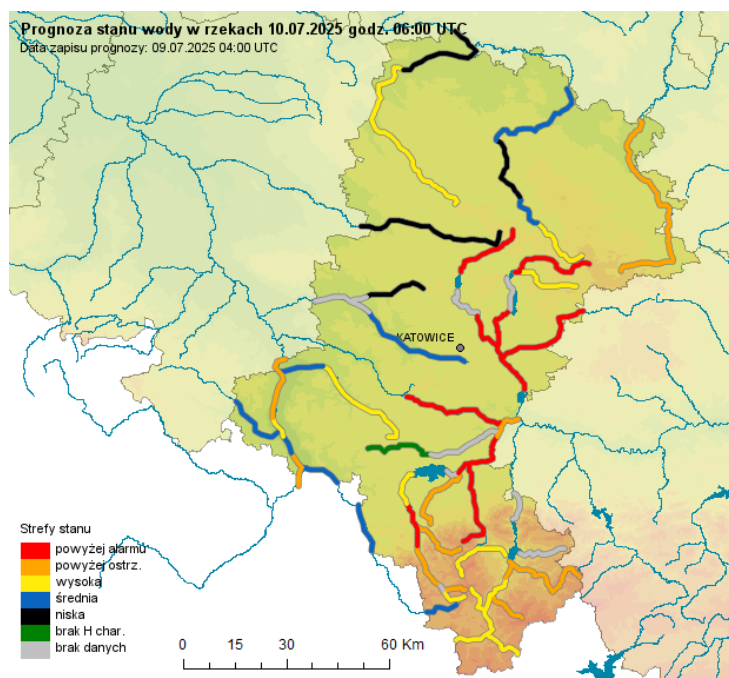 Prognoza stanu wody w rzekach 10.07.2025 godz. 06:00 UTC
Data zapisu prognozy: 09.07.2025 04:00 UTC
KATOWICE
Strefy stanu
powyżej alarmu
powyżej ostrz.
wysoka
średnia
niska
brak H char.
brak danych
0 15 30 60 Km